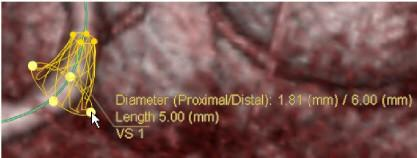 Diameter (Proximal/Distal): 1.81 (mm) / 6.00 (mm)
Length 5.00 (mm)
VS 1